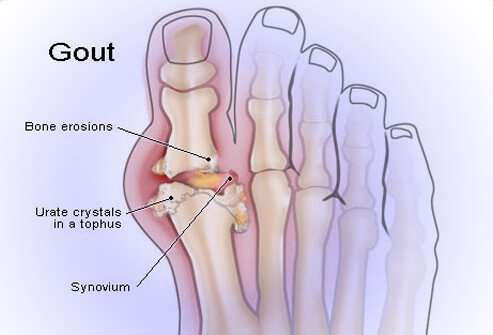 Gout
Bone erosions
Urate crystals
in a tophus
Synovium